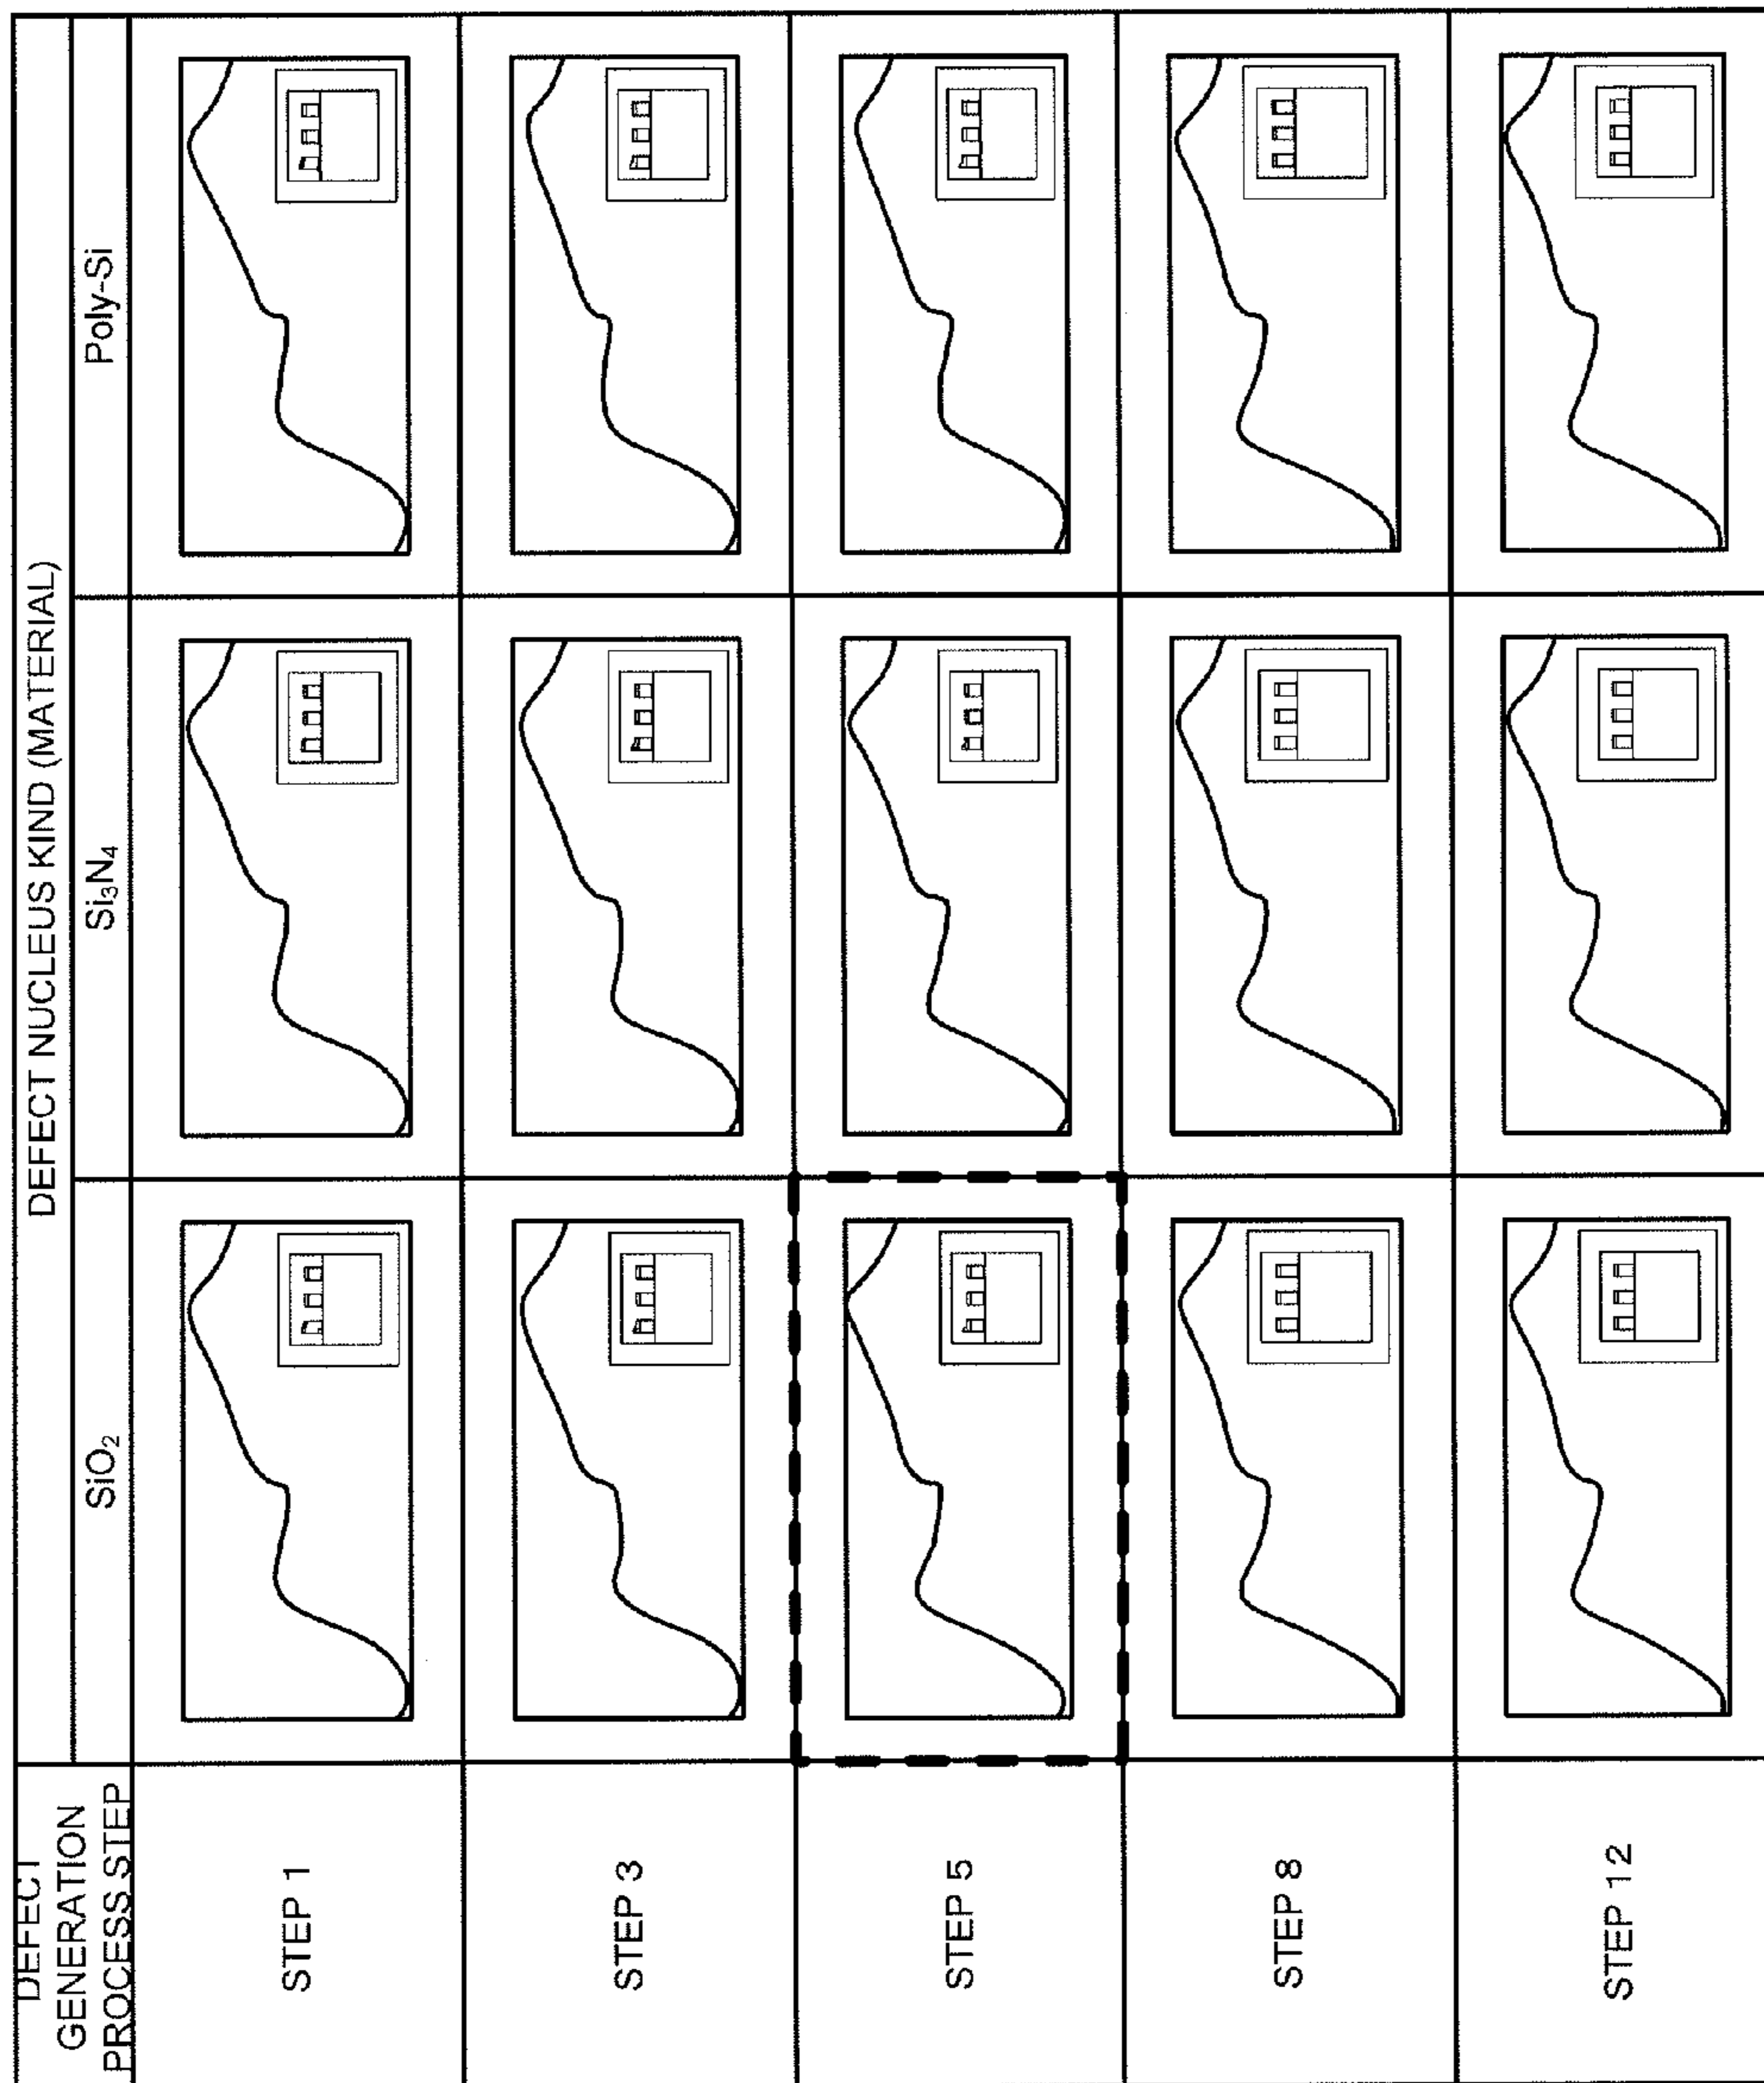 DEFECT
GENERATION
PROCESS STEP
DEFECT NUCLEUS KIND (MATERIAL)
SiO₂
Si₃N₄
Poly-Si
STEP 1
STEP 3
STEP 5
STEP 8
STEP 12